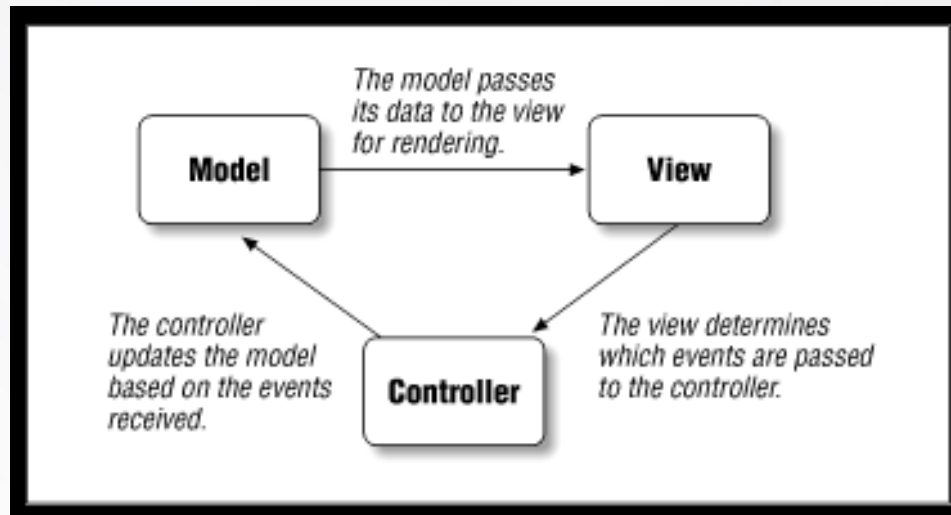 The model passes
its data to the view
for rendering.
Model
View
The controller
updates the model
based on the events
received.
Controller
The view determines
which events are passed
to the controller.